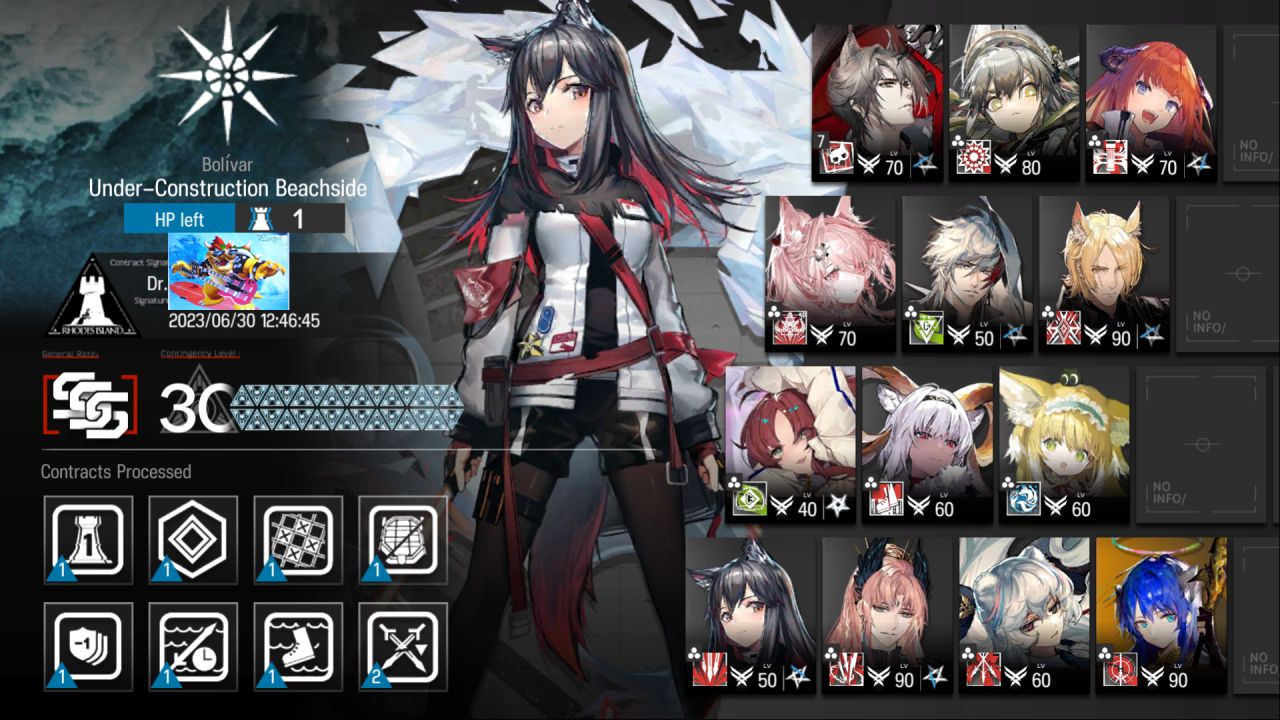 Bolívar
Under-Construction Beachside
HP left 1
Contract Signa
Dr.
Signature
RHODES ISLAND
2023/06/30 12:46:45
General Rate:
Contingency Level:
SSS
30
Contracts Processed
1
1 1 1 1
1 1 1 2
7 LV 70
LV 80
LV 70
NO INFO/
LV 70
LV 50
LV 90
NO INFO/
LV 40
LV 60
LV 60
NO INFO/
LV 50
LV 90
LV 60
LV 90
NO INFO